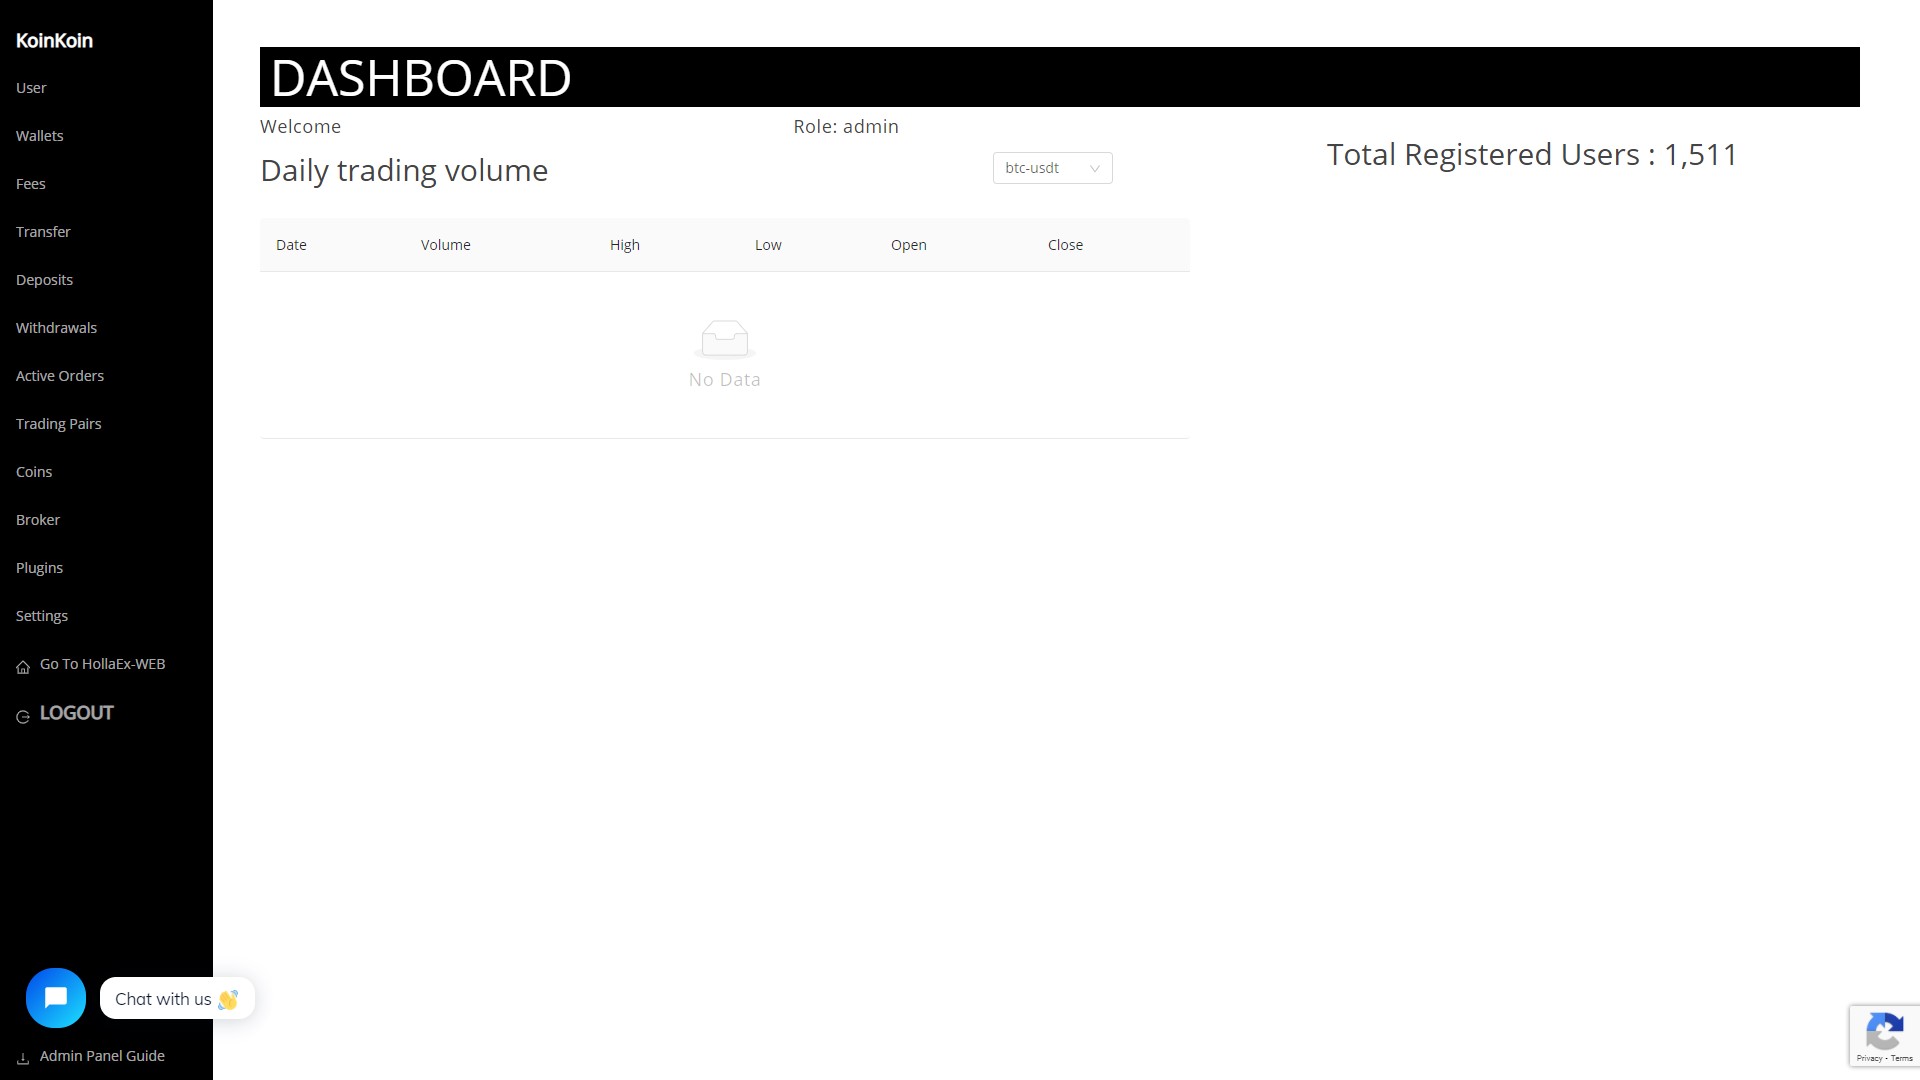 KoinKoin
User
Wallets
Fees
Transfer
Deposits
Withdrawals
Active Orders
Trading Pairs
Coins
Broker
Plugins
Settings
Go To HollaEx-WEB
LOGOUT
Chat with us 👋
Admin Panel Guide
DASHBOARD
Welcome
Role: admin
Daily trading volume
btc-usdt
Total Registered Users : 1,511
Date Volume High Low Open Close
No Data
Privacy - Terms